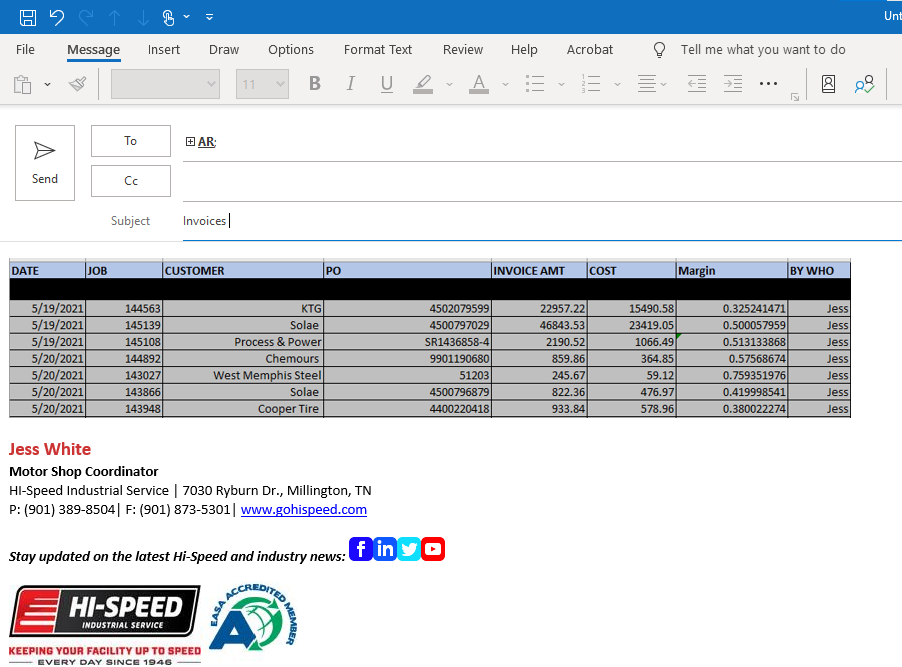 Unt
File Message Insert Draw Options Format Text Review Help Acrobat Tell me what you want to do
11 B I U A
To AR;
Send Cc
Subject Invoices
DATE JOB CUSTOMER PO INVOICE AMT COST Margin BY WHO
5/19/2021 144563 KTG 4502079599 22957.22 15490.58 0.325241471 Jess
5/19/2021 145139 Solae 4500797029 46843.53 23419.05 0.500057959 Jess
5/19/2021 145108 Process & Power SR1436858-4 2190.52 1066.49 0.513133868 Jess
5/20/2021 144892 Chemours 9901190680 859.86 364.85 0.57568674 Jess
5/20/2021 143027 West Memphis Steel 51203 245.67 59.12 0.759351976 Jess
5/20/2021 143866 Solae 4500796879 822.36 476.97 0.419998541 Jess
5/20/2021 143948 Cooper Tire 4400220418 933.84 578.96 0.380022274 Jess
Jess White
Motor Shop Coordinator
HI-Speed Industrial Service | 7030 Ryburn Dr., Millington, TN
P: (901) 389-8504| F: (901) 873-5301| www.gohispeed.com
Stay updated on the latest Hi-Speed and industry news:
HI-SPEED
INDUSTRIAL SERVICE
KEEPING YOUR FACILITY UP TO SPEED
EVERY DAY SINCE 1946
EASA ACCREDITED MEMBER